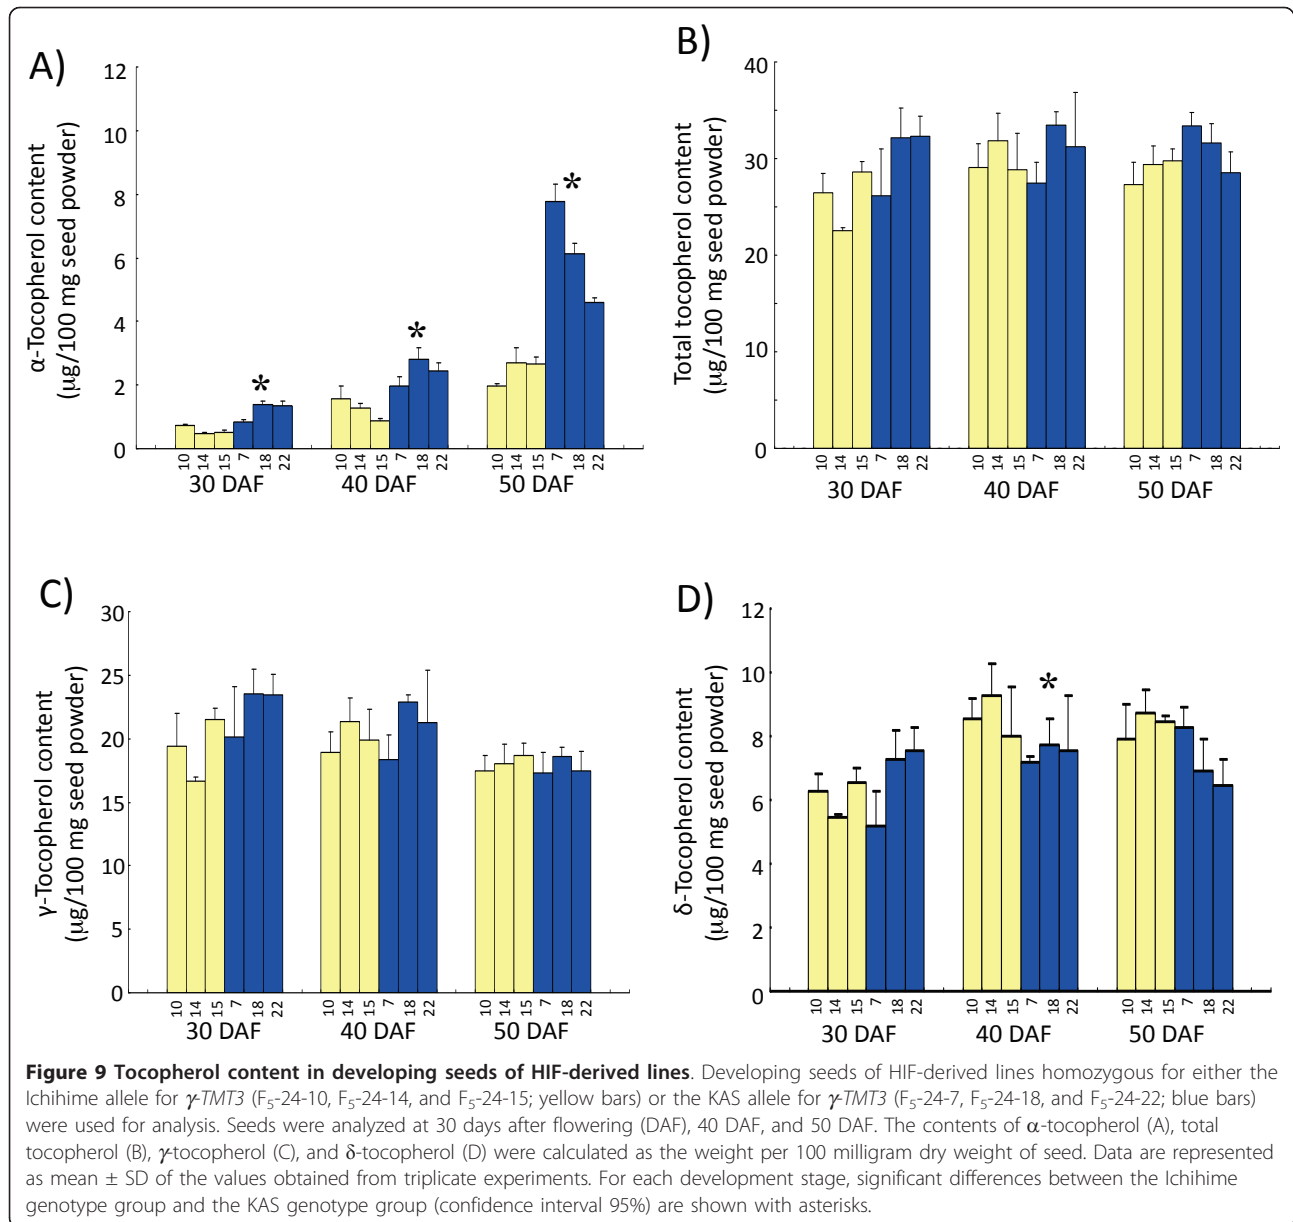 A)
12
10
8
6
4
2
0
α-Tocopherol content
(μg/100 mg seed powder)
*
*
*
10 14 15 7 18 22 10 14 15 7 18 22 10 14 15 7 18 22
30 DAF 40 DAF 50 DAF
B)
40
30
20
10
0
Total tocopherol content
(μg/100 mg seed powder)
10 14 15 7 18 22 10 14 15 7 18 22 10 14 15 7 18 22
30 DAF 40 DAF 50 DAF
C)
30
25
20
15
10
5
0
γ-Tocopherol content
(μg/100 mg seed powder)
10 14 15 7 18 22 10 14 15 7 18 22 10 14 15 7 18 22
30 DAF 40 DAF 50 DAF
D)
12
10
8
6
4
2
0
δ-Tocopherol content
(μg/100 mg seed powder)
*
10 14 15 7 18 22 10 14 15 7 18 22 10 14 15 7 18 22
30 DAF 40 DAF 50 DAF
Figure 9 Tocopherol content in developing seeds of HIF-derived lines. Developing seeds of HIF-derived lines homozygous for either the
Ichihime allele for γ-TMT3 (F5-24-10, F5-24-14, and F5-24-15; yellow bars) or the KAS allele for γ-TMT3 (F5-24-7, F5-24-18, and F5-24-22; blue bars)
were used for analysis. Seeds were analyzed at 30 days after flowering (DAF), 40 DAF, and 50 DAF. The contents of α-tocopherol (A), total
tocopherol (B), γ-tocopherol (C), and δ-tocopherol (D) were calculated as the weight per 100 milligram dry weight of seed. Data are represented
as mean ± SD of the values obtained from triplicate experiments. For each development stage, significant differences between the Ichihime
genotype group and the KAS genotype group (confidence interval 95%) are shown with asterisks.